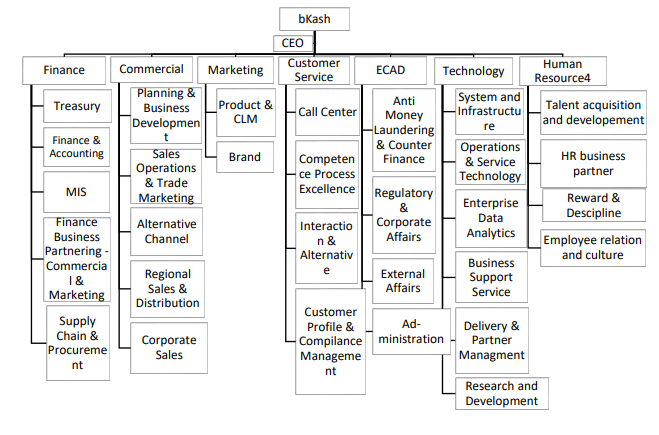 bKash
CEO
Finance
Commercial
Marketing
Customer
Service
ECAD
Technology
Human
Resource4
Treasury
Finance &
Accounting
MIS
Finance
Business
Partnering -
Commercia
l &
Marketing
Supply
Chain &
Procureme
nt
Planning &
Business
Developmen
t
Sales
Operations
& Trade
Marketing
Alternative
Channel
Regional
Sales &
Distribution
Corporate
Sales
Product &
CLM
Brand
Call Center
Competen
ce Process
Excellence
Interactio
n &
Alternativ
e
Customer
Profile &
Compilance
Manageme
nt
Anti
Money
Laundering
& Counter
Finance
Regulatory
&
Corporate
Affairs
External
Affairs
Ad-
ministration
System and
Infrastructu
re
Operations
& Service
Technology
Enterprise
Data
Analytics
Business
Support
Service
Delivery &
Partner
Managment
Research and
Development
Talent acquisition
and developement
HR business
partner
Reward &
Descipline
Employee relation
and culture